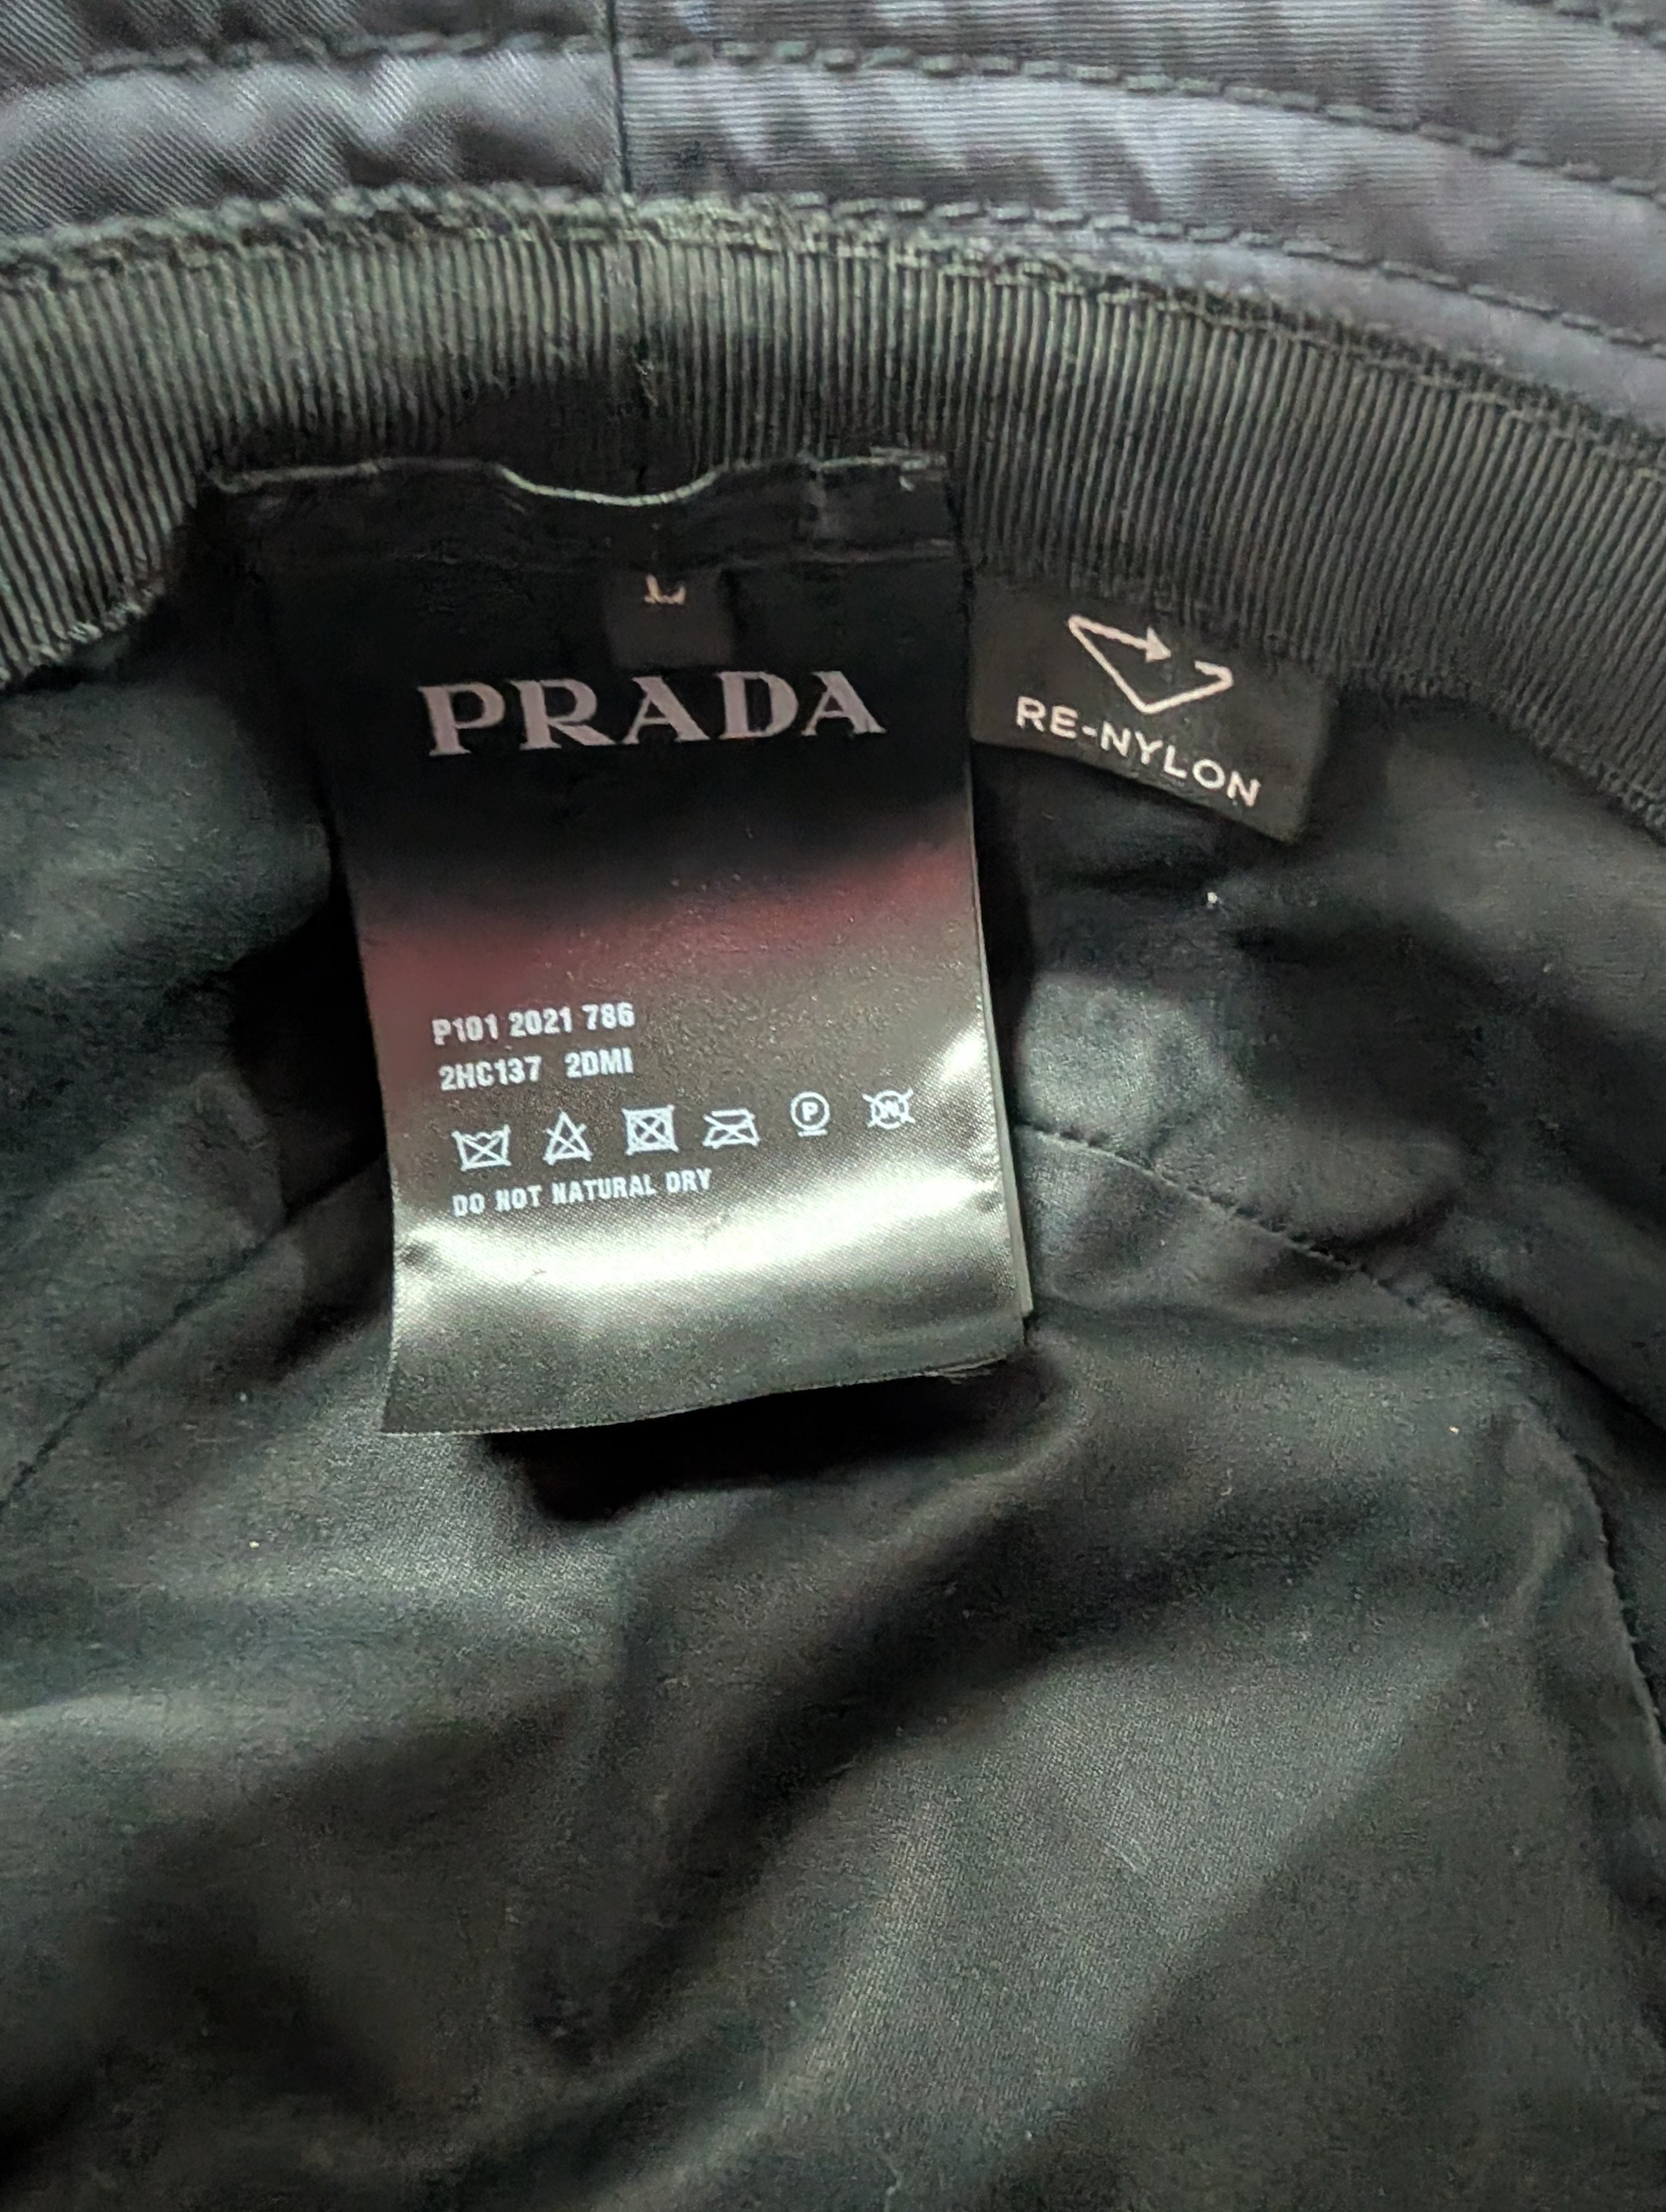 L
PRADA
RE-NYLON
P101 2021 786
2HC137 2DMI
P
W
DO NOT NATURAL DRY